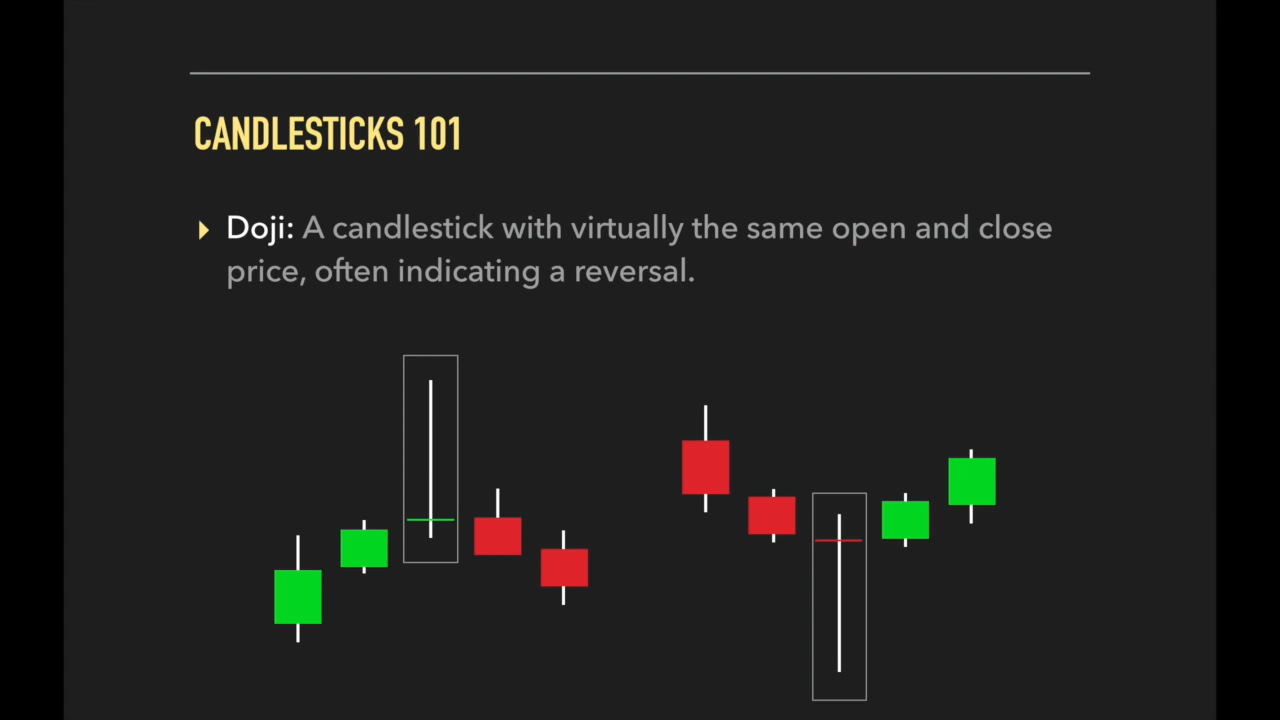 CANDLESTICKS 101
Doji: A candlestick with virtually the same open and close
price, often indicating a reversal.